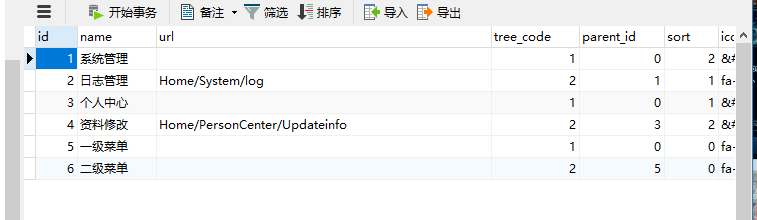 开始事务 备注 筛选 排序 导入 导出
id name url tree_code parent_id sort ico
1 系统管理 1 0 2 &#
2 日志管理 Home/System/log 2 1 1 fa-
3 个人中心 1 0 1 &#
4 资料修改 Home/PersonCenter/Updateinfo 2 3 2 &#
5 一级菜单 1 0 0 fa-
6 二级菜单 2 5 0 fa-